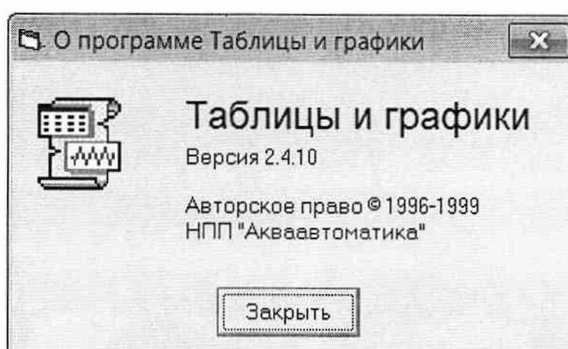 О программе Таблицы и графики
Таблицы и графики
Версия 2.4.10
Авторское право © 1996-1999
НПП "Акваавтоматика"
Закрыть